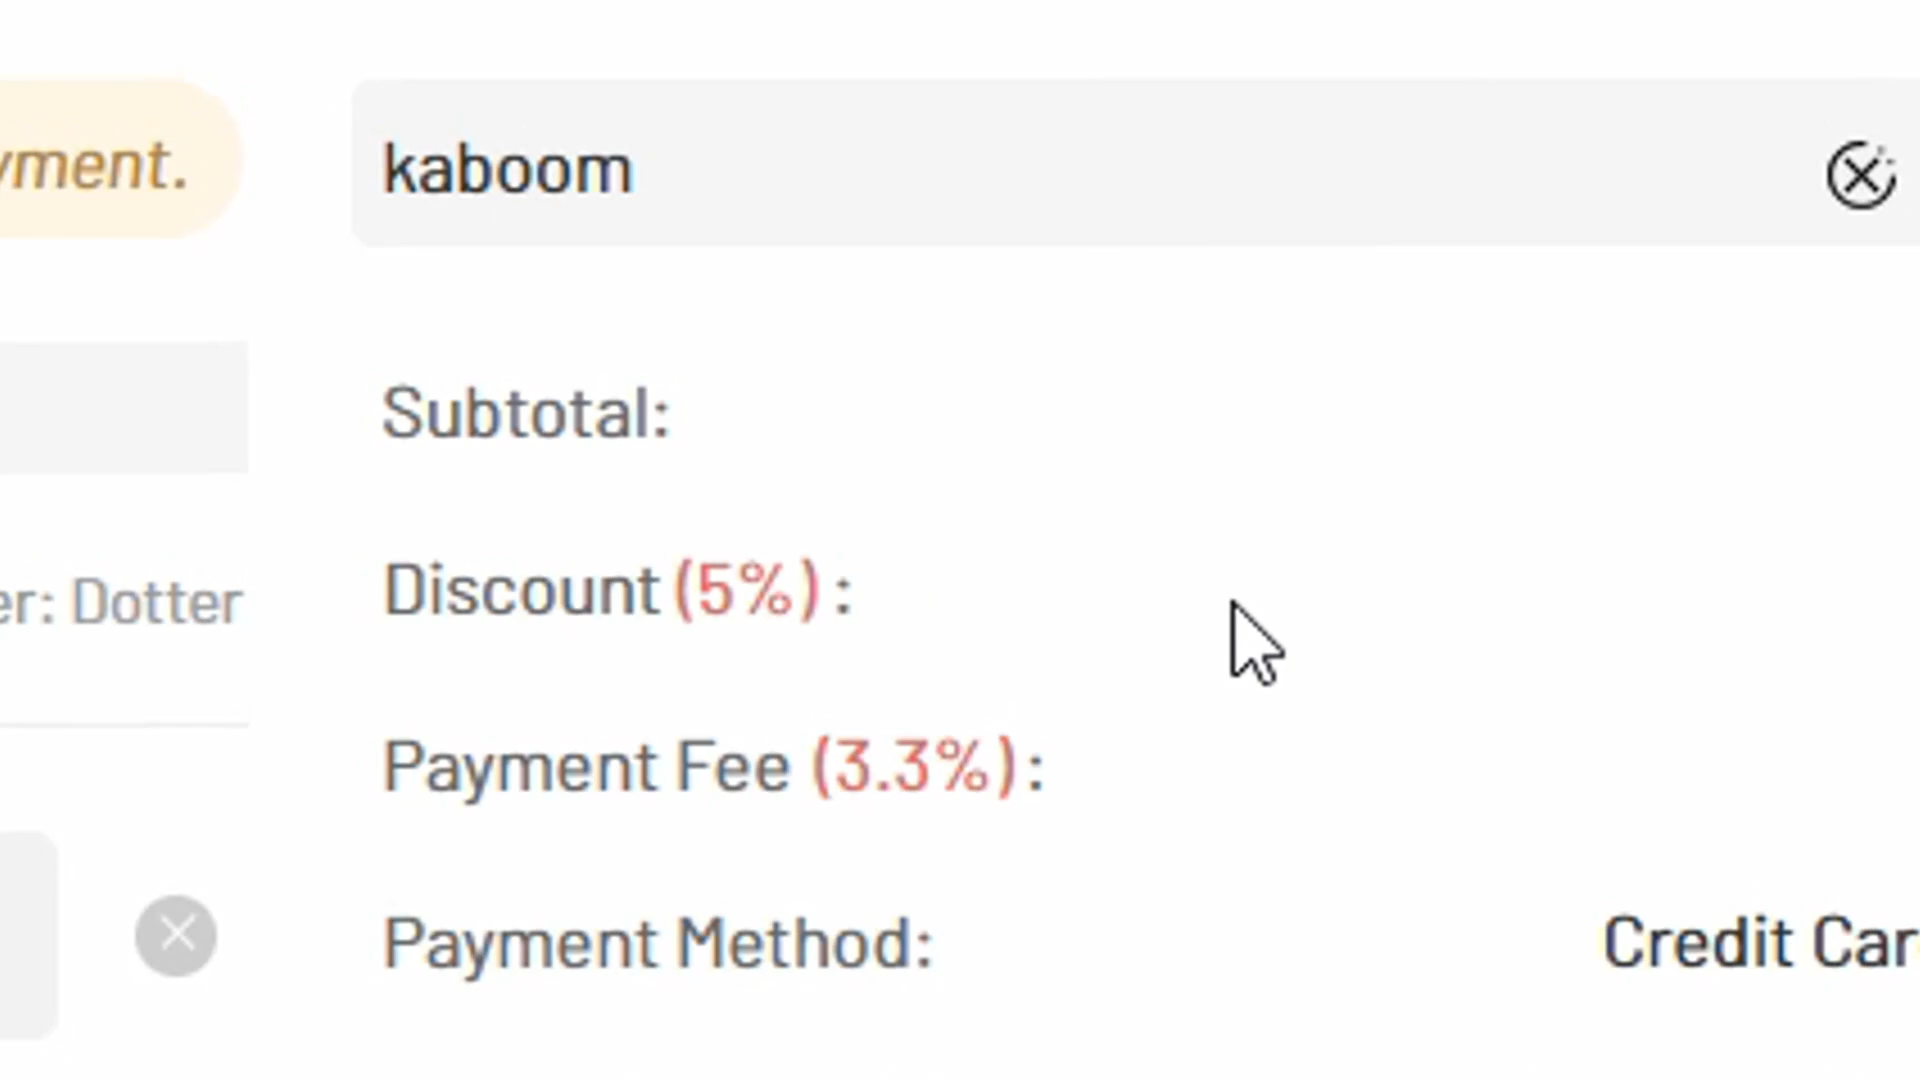 yment.
kaboom
Subtotal:
er: Dotter
Discount (5%) :
Payment Fee (3.3%) :
Payment Method:
Credit Car